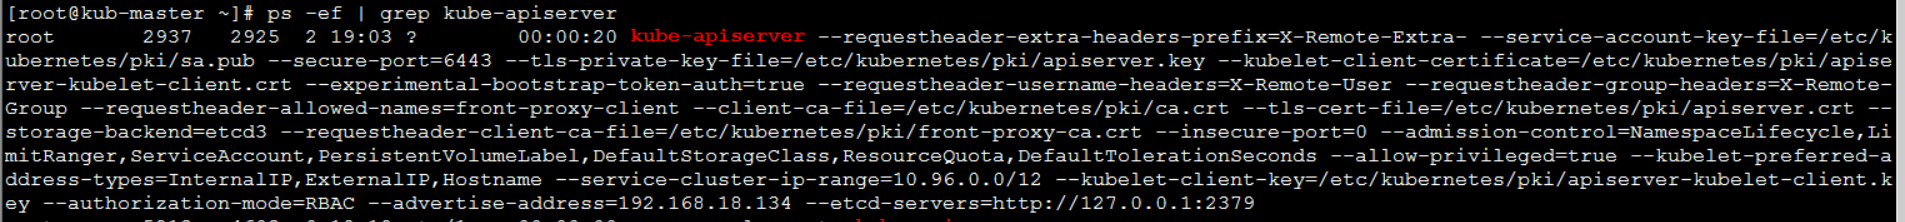 [root@kub-master ~]# ps -ef | grep kube-apiserver
root      2937   2925  2 19:03 ?        00:00:20 kube-apiserver --requestheader-extra-headers-prefix=X-Remote-Extra- --service-account-key-file=/etc/k
ubernetes/pki/sa.pub --secure-port=6443 --tls-private-key-file=/etc/kubernetes/pki/apiserver.key --kubelet-client-certificate=/etc/kubernetes/pki/apise
rver-kubelet-client.crt --experimental-bootstrap-token-auth=true --requestheader-username-headers=X-Remote-User --requestheader-group-headers=X-Remote-
Group --requestheader-allowed-names=front-proxy-client --client-ca-file=/etc/kubernetes/pki/ca.crt --tls-cert-file=/etc/kubernetes/pki/apiserver.crt --
storage-backend=etcd3 --requestheader-client-ca-file=/etc/kubernetes/pki/front-proxy-ca.crt --insecure-port=0 --admission-control=NamespaceLifecycle,Li
mitRanger,ServiceAccount,PersistentVolumeLabel,DefaultStorageClass,ResourceQuota,DefaultTolerationSeconds --allow-privileged=true --kubelet-preferred-a
ddress-types=InternalIP,ExternalIP,Hostname --service-cluster-ip-range=10.96.0.0/12 --kubelet-client-key=/etc/kubernetes/pki/apiserver-kubelet-client.k
ey --authorization-mode=RBAC --advertise-address=192.168.18.134 --etcd-servers=http://127.0.0.1:2379